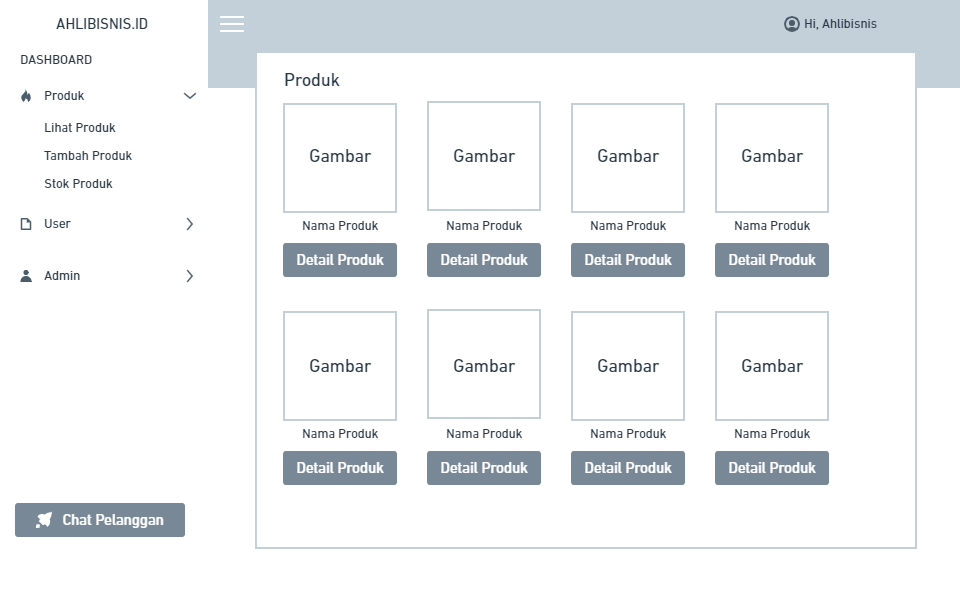 AHLIBISNIS.ID
Hi, Ahlibisnis
DASHBOARD
Produk
Lihat Produk
Tambah Produk
Stok Produk
User
Admin
Chat Pelanggan
Produk
Gambar Gambar Gambar Gambar
Nama Produk Nama Produk Nama Produk Nama Produk
Detail Produk Detail Produk Detail Produk Detail Produk
Gambar Gambar Gambar Gambar
Nama Produk Nama Produk Nama Produk Nama Produk
Detail Produk Detail Produk Detail Produk Detail Produk